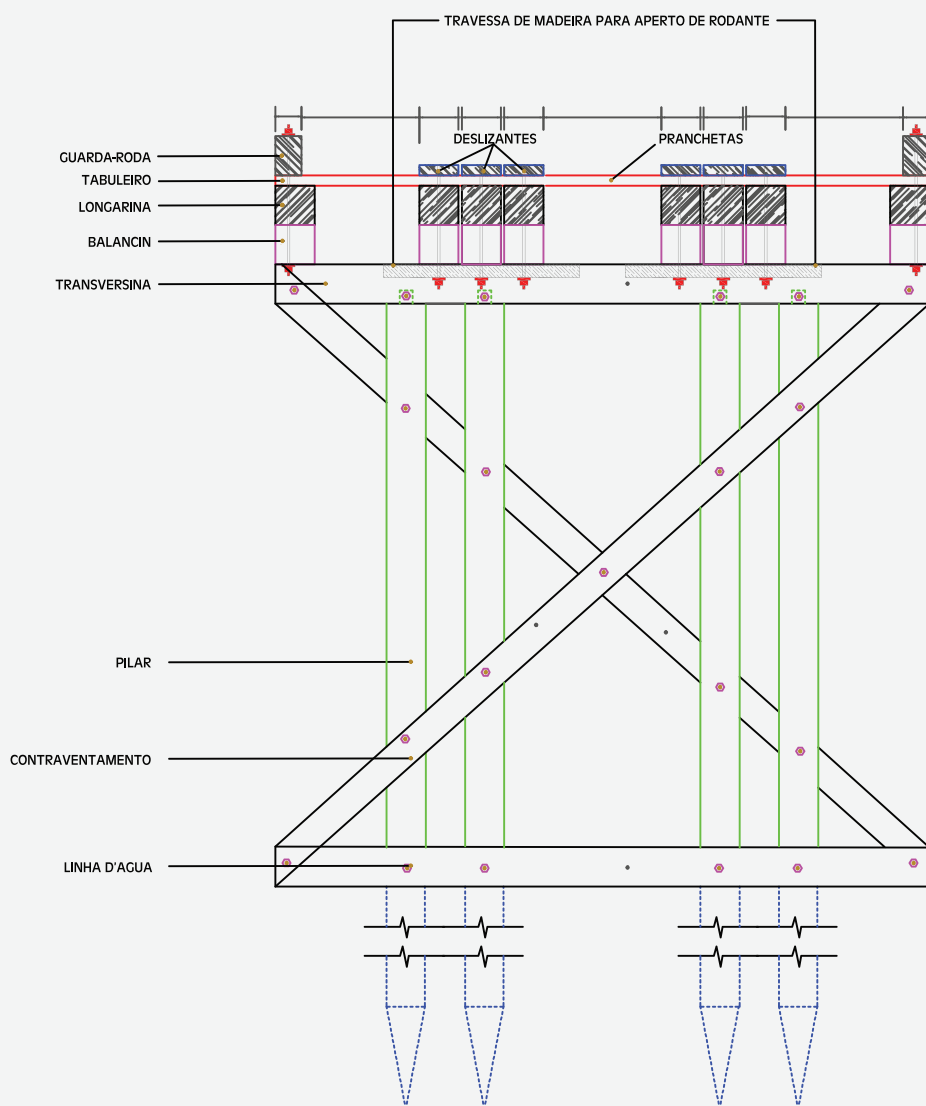 TRAVESSA DE MADEIRA PARA APERTO DE RODANTE
DESLIZANTES
PRANCHETAS
GUARDA-RODA
TABULEIRO
LONGARINA
BALANCIN
TRANSVERSINA
PILAR
CONTRAVENTAMENTO
LINHA D'AGUA